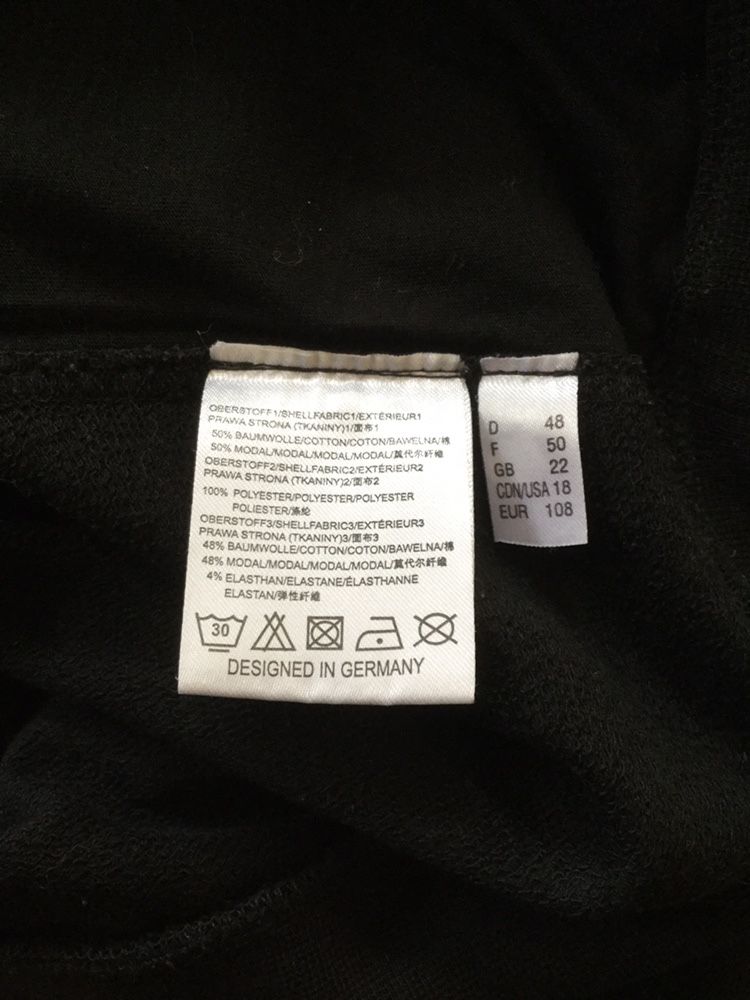 OBERSTOFF1/SHELLFABRIC1/EXTÉRIEUR1
PRAWA STRONA (TKANINY)1/面布1
50% BAUMWOLLE/COTTON/COTON/BAWELNA/棉
50% MODAL/MODAL/MODAL/MODAL/莫代尔纤维
OBERSTOFF2/SHELLFABRIC2/EXTÉRIEUR2
PRAWA STRONA (TKANINY)2/面布2
100% POLYESTER/POLYESTER/POLYESTER
POLIESTER/涤纶
OBERSTOFF3/SHELLFABRIC3/EXTÉRIEUR3
PRAWA STRONA (TKANINY)3/面布3
48% BAUMWOLLE/COTTON/COTON/BAWELNA/棉
48% MODAL/MODAL/MODAL/MODAL/莫代尔纤维
4% ELASTHAN/ELASTANE/ÉLASTHANNE
ELASTAN/弹性纤维
30
DESIGNED IN GERMANY
D 48
F 50
GB 22
CDN/USA 18
EUR 108